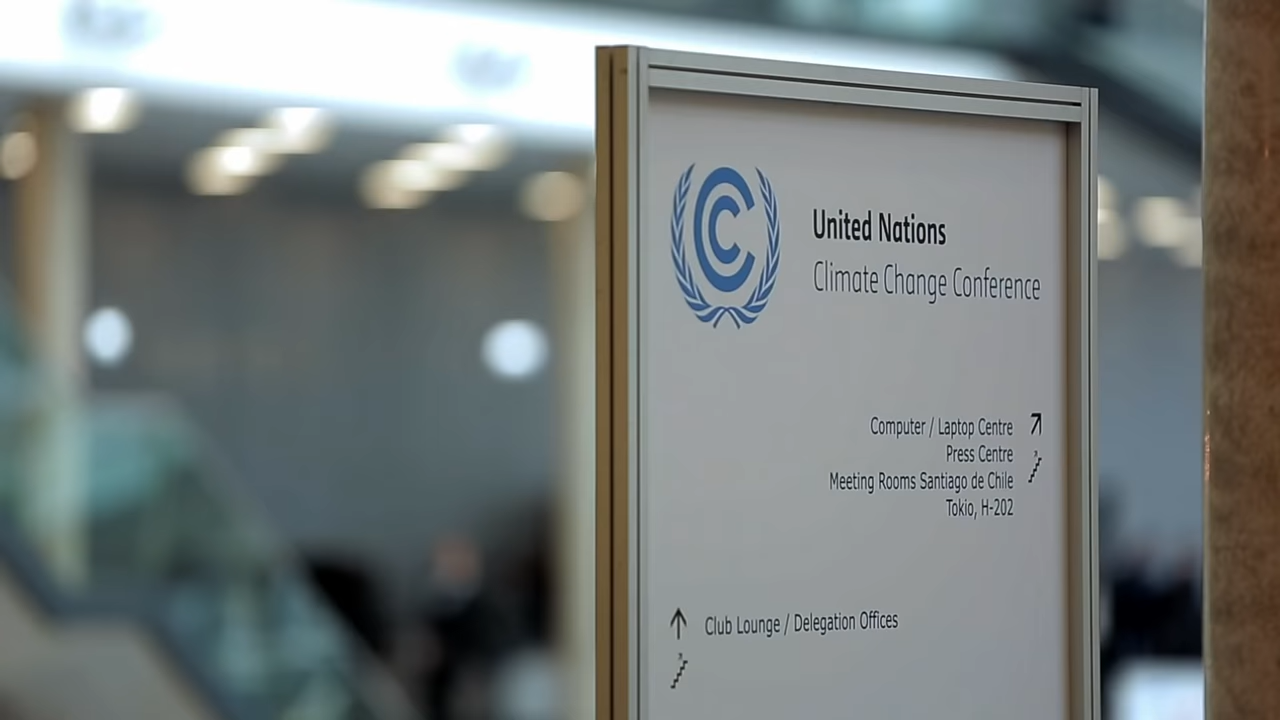 United Nations
Climate Change Conference
Computer / Laptop Centre
Press Centre
Meeting Rooms Santiago de Chile
Tokio, H-202
Club Lounge / Delegation Offices